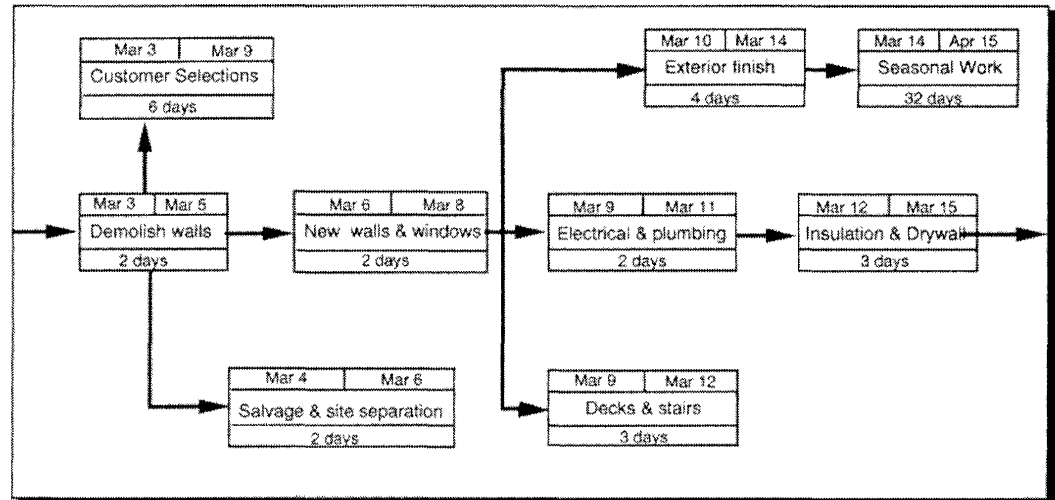 Mar 3 Mar 9
Customer Selections
6 days
Mar 10 Mar 14
Exterior finish
4 days
Mar 14 Apr 15
Seasonal Work
32 days
Mar 3 Mar 5
Demolish walls
2 days
Mar 6 Mar 8
New walls & windows
2 days
Mar 9 Mar 11
Electrical & plumbing
2 days
Mar 12 Mar 15
Insulation & Drywall
3 days
Mar 4 Mar 6
Salvage & site separation
2 days
Mar 9 Mar 12
Decks & stairs
3 days